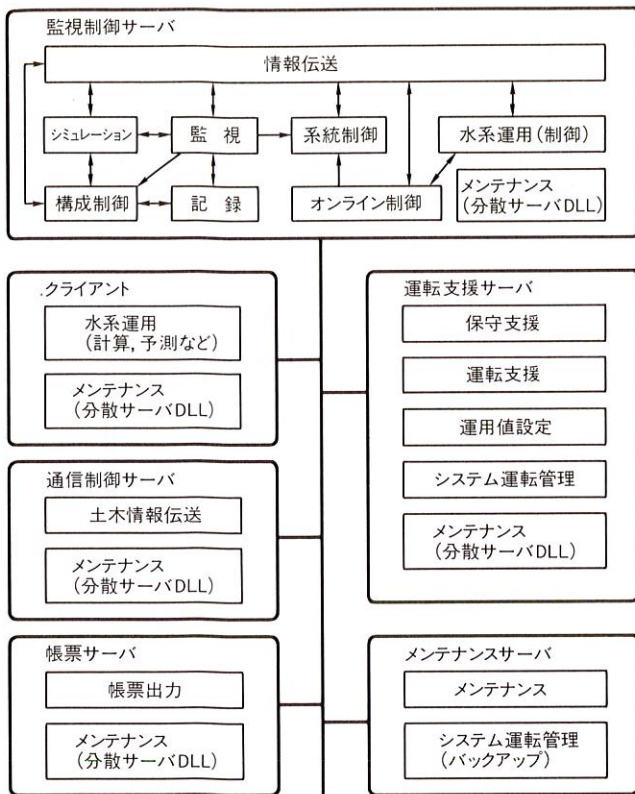 監視制御サーバ
情報伝送
シミュレーション
監 視
系統制御
水系運用(制御)
構成制御
記 録
オンライン制御
メンテナンス
(分散サーバDLL)
.クライアント
水系運用
(計算,予測など)
メンテナンス
(分散サーバDLL)
通信制御サーバ
土木情報伝送
メンテナンス
(分散サーバDLL)
帳票サーバ
帳票出力
メンテナンス
(分散サーバDLL)
運転支援サーバ
保守支援
運転支援
運用値設定
システム運転管理
メンテナンス
(分散サーバDLL)
メンテナンスサーバ
メンテナンス
システム運転管理
(バックアップ)